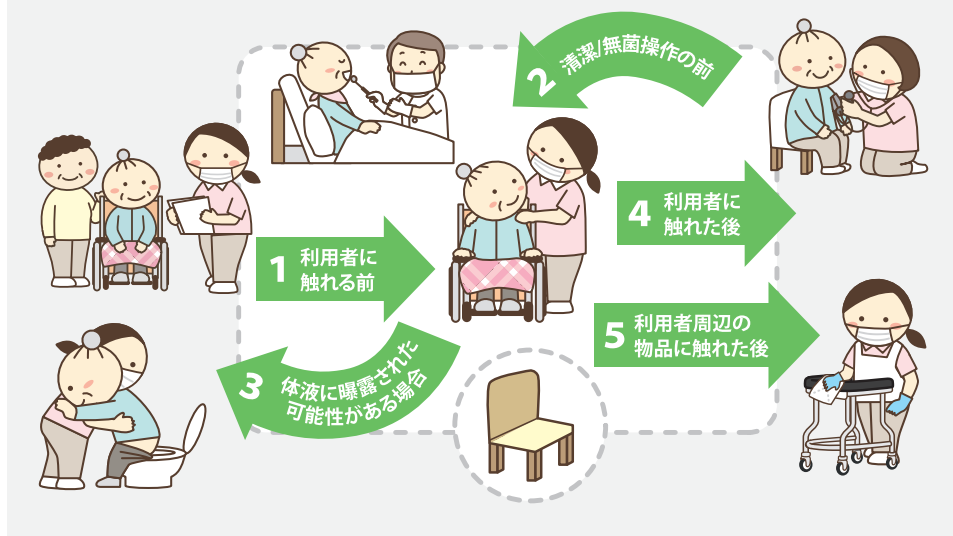 1 利用者に
触れる前
2 清潔/無菌操作の前
3 体液に曝露された
可能性がある場合
4 利用者に
触れた後
5 利用者周辺の
物品に触れた後